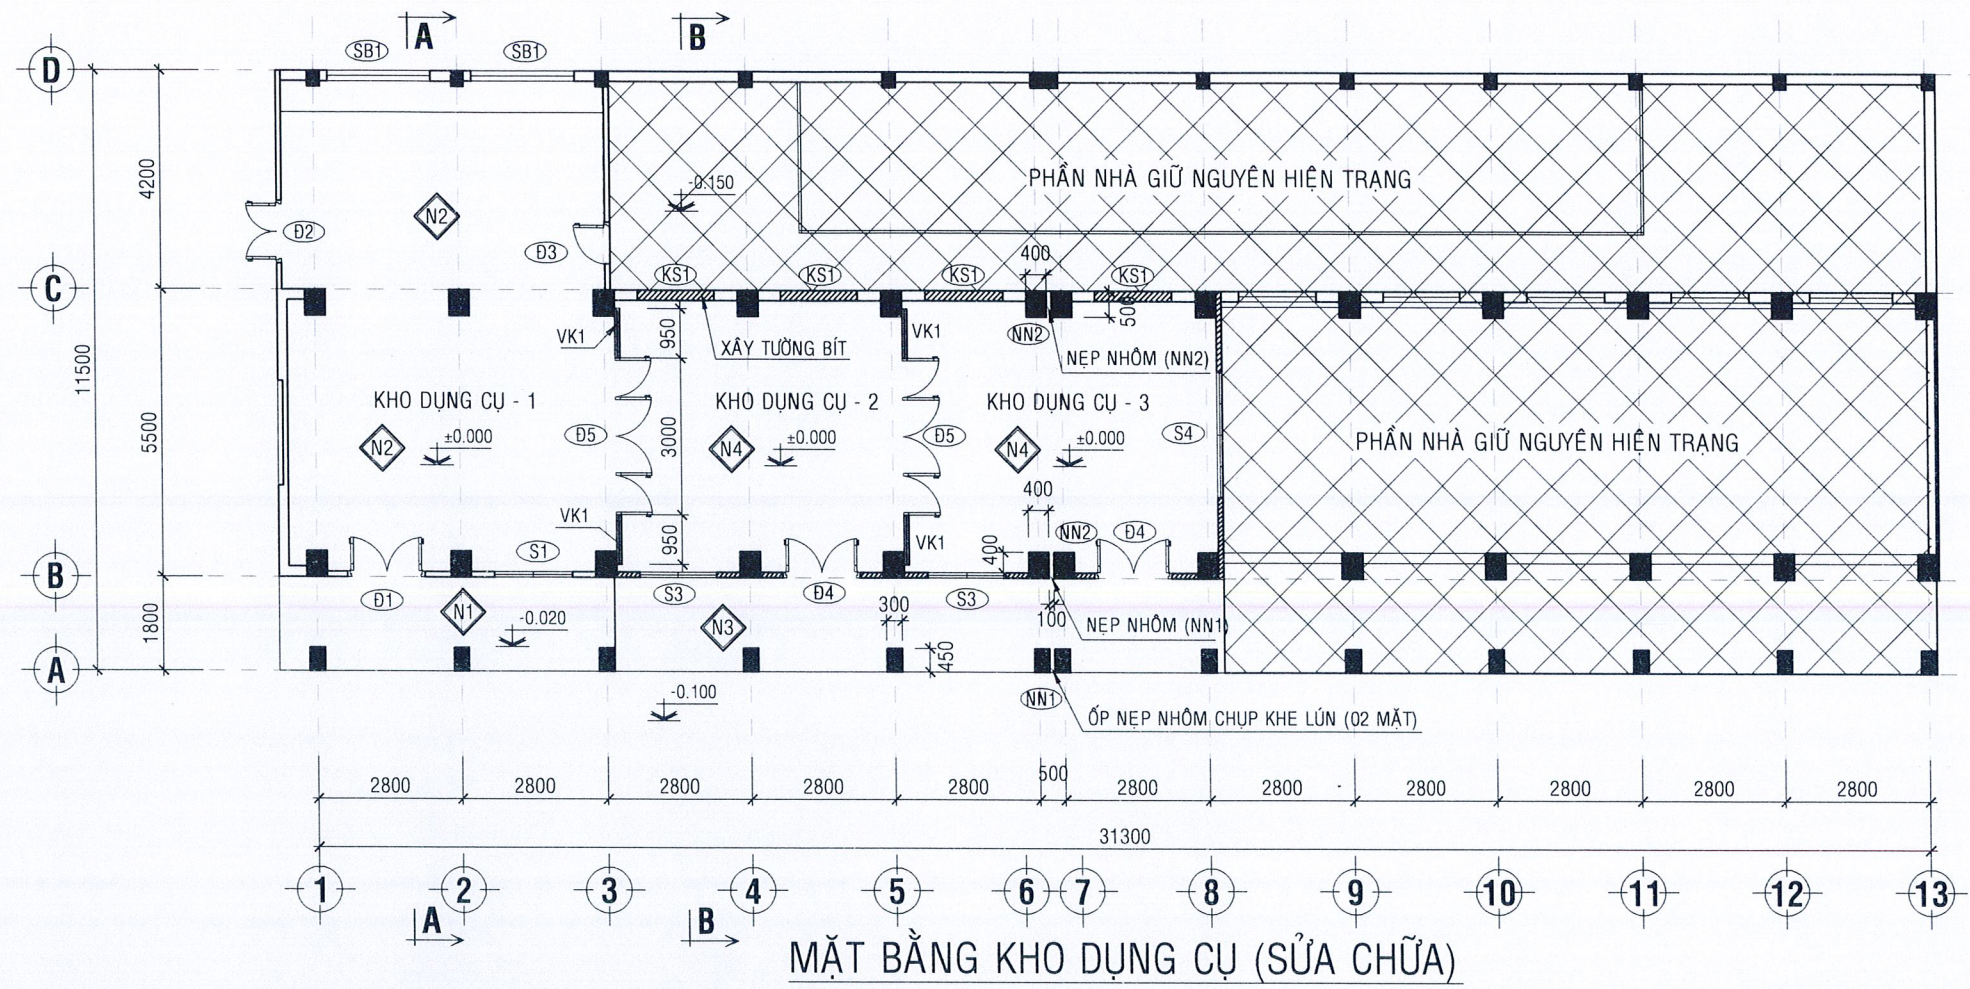 A
B
SB1
SB1
D
4200
-0.150
PHẦN NHÀ GIỮ NGUYÊN HIỆN TRẠNG
N2
Đ2
Đ3
400
KS1
KS1
KS1
KS1
C
500
VK1
950
XÂY TƯỜNG BÍT
VK1
NN2
NẸP NHÔM (NN2)
11500
5500
KHO DỤNG CỤ - 1
KHO DỤNG CỤ - 2
KHO DỤNG CỤ - 3
N2
±0.000
Đ5
3000
N4
±0.000
Đ5
N4
±0.000
S4
PHẦN NHÀ GIỮ NGUYÊN HIỆN TRẠNG
400
VK1
950
VK1
400
NN2
Đ4
S1
B
Đ1
S3
Đ4
S3
1800
N1
-0.020
N3
300
100
NẸP NHÔM (NN1)
450
A
-0.100
NN1
ỐP NẸP NHÔM CHỤP KHE LÚN (02 MẶT)
2800
2800
2800
2800
2800
500
2800
2800
2800
2800
2800
2800
31300
1
2
3
4
5
6
7
8
9
10
11
12
13
A
B
MẶT BẰNG KHO DỤNG CỤ (SỬA CHỮA)